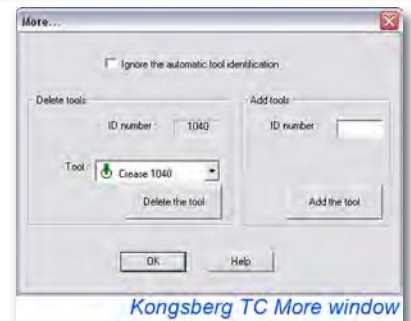 More...
Ignore the automatic tool identification
Delete tools
ID number : 1040
Tool : Crease 1040
Delete the tool
Add tools
ID number :
Add the tool
OK
Help
Kongsberg TC More window